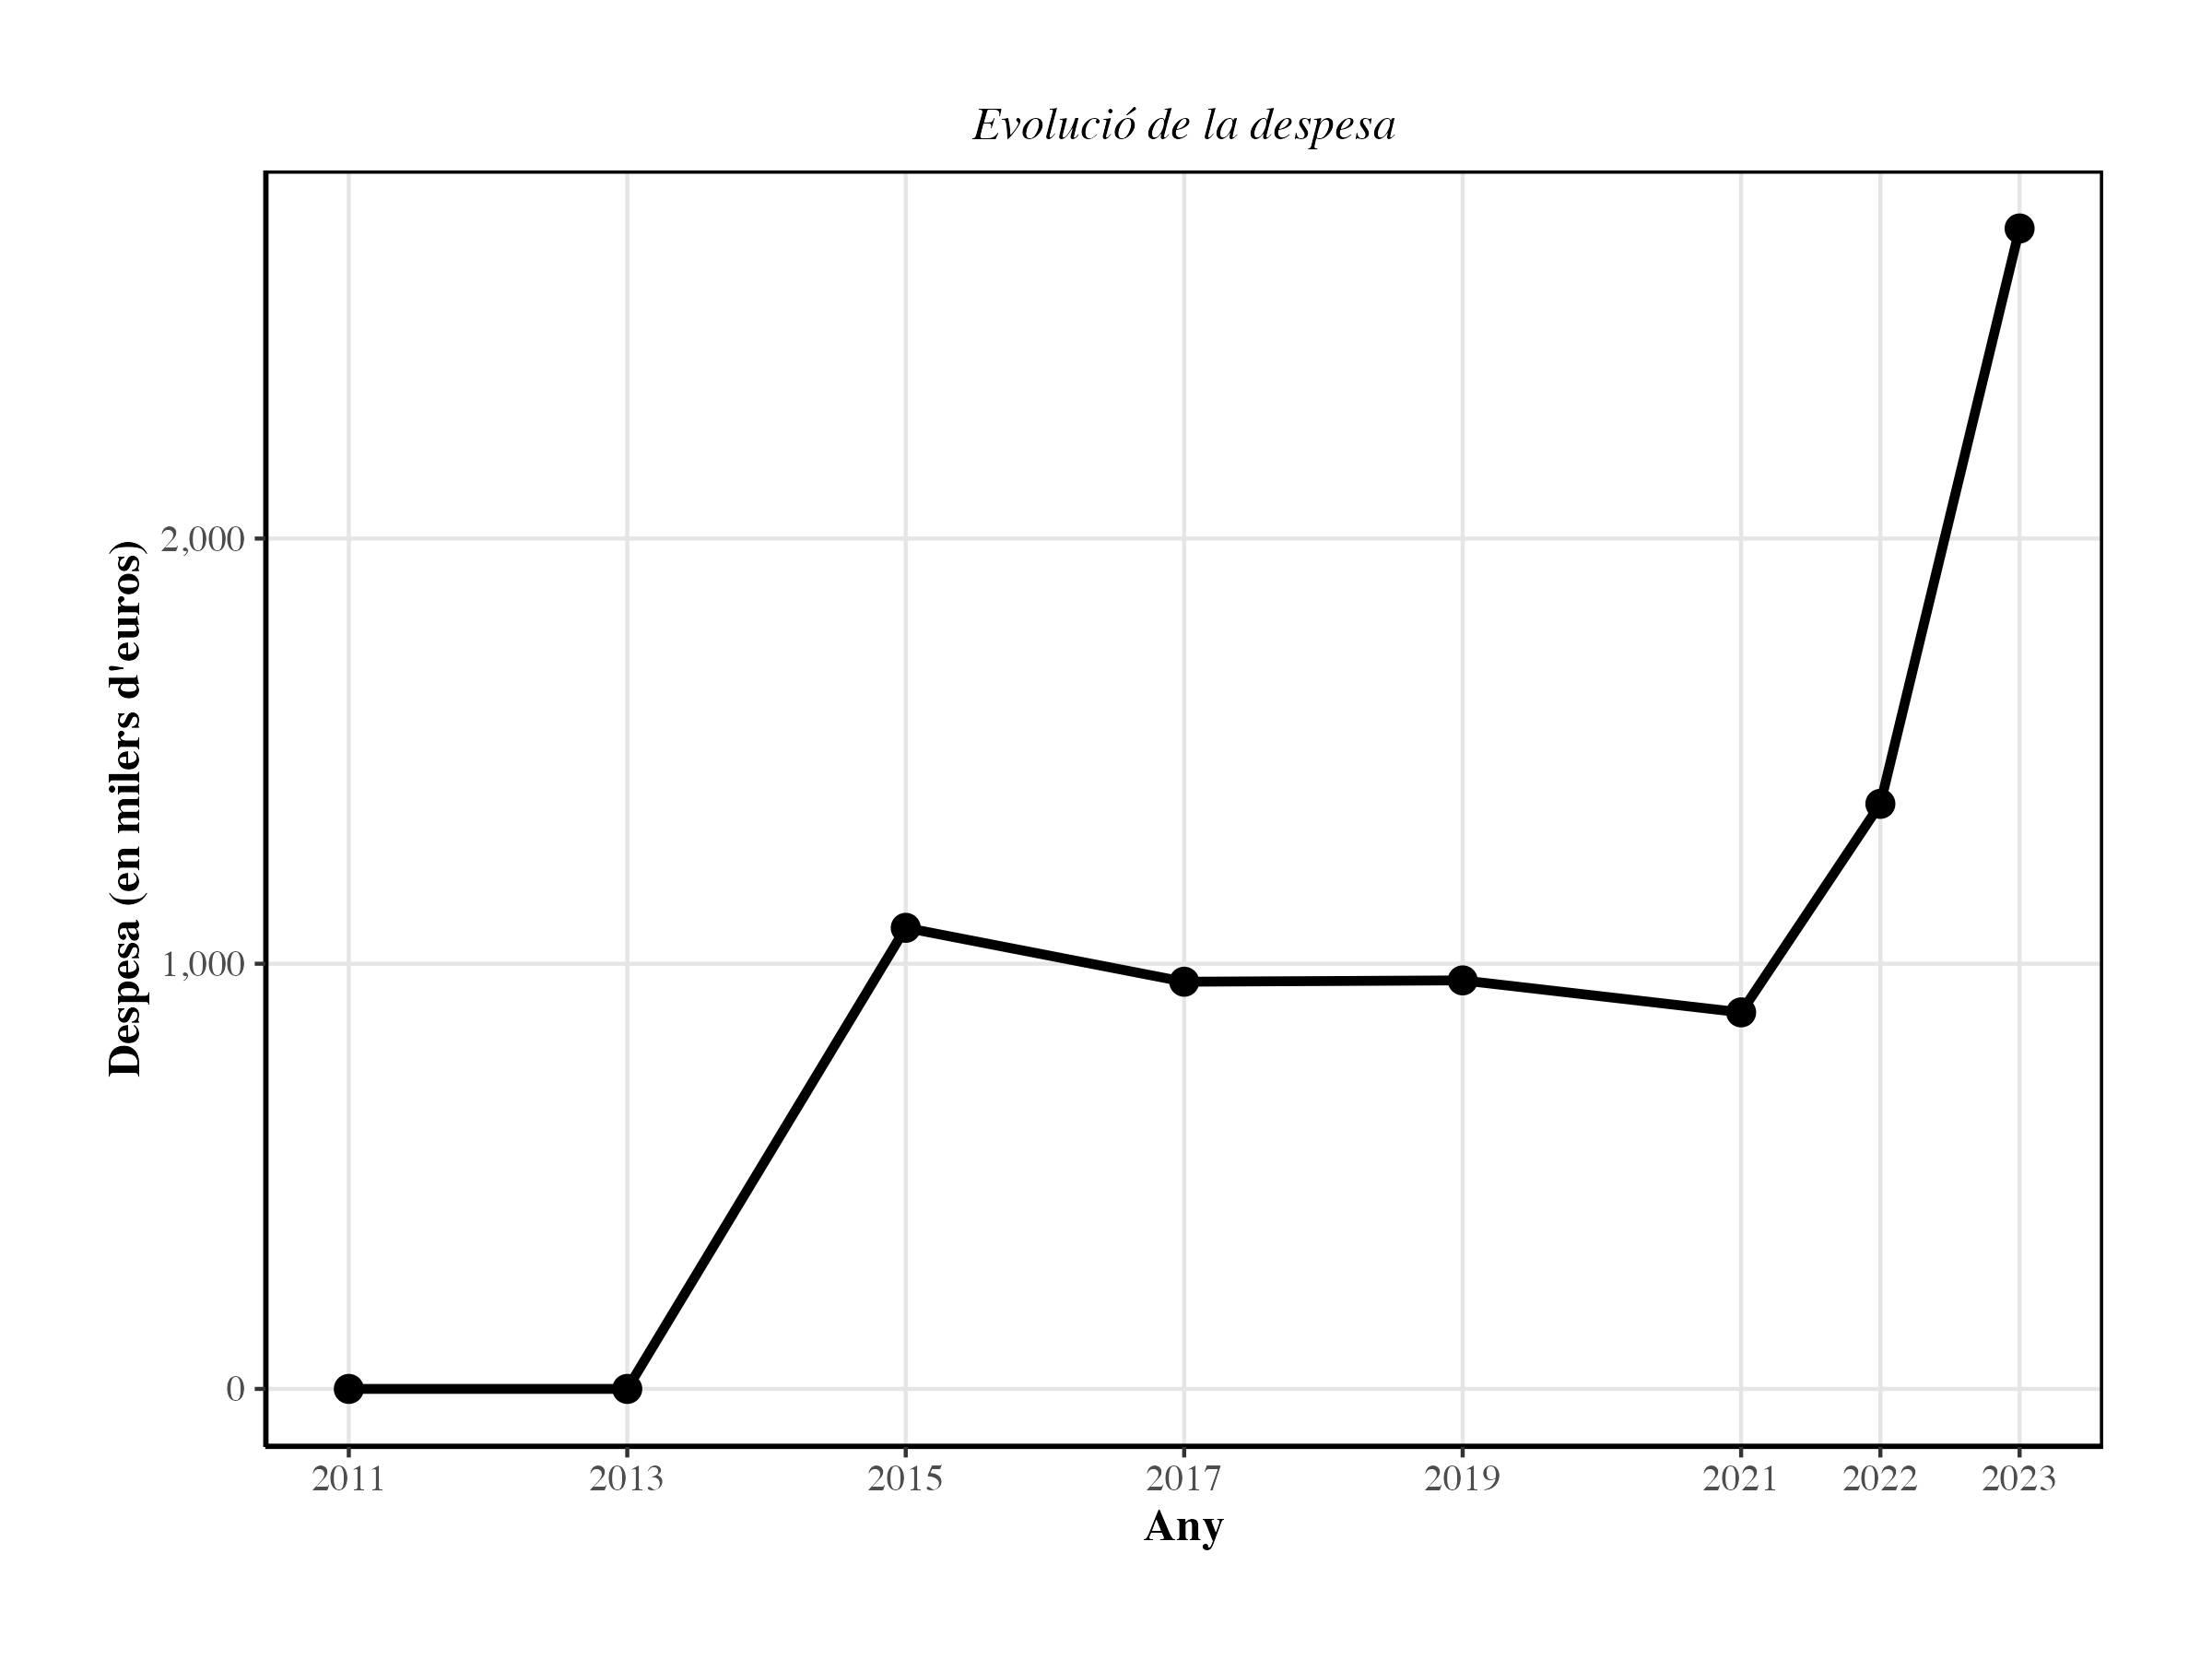 Evolució de la despesa
Despesa (en milers d'euros)
2,000
1,000
0
2011 2013 2015 2017 2019 2021 2022 2023
Any